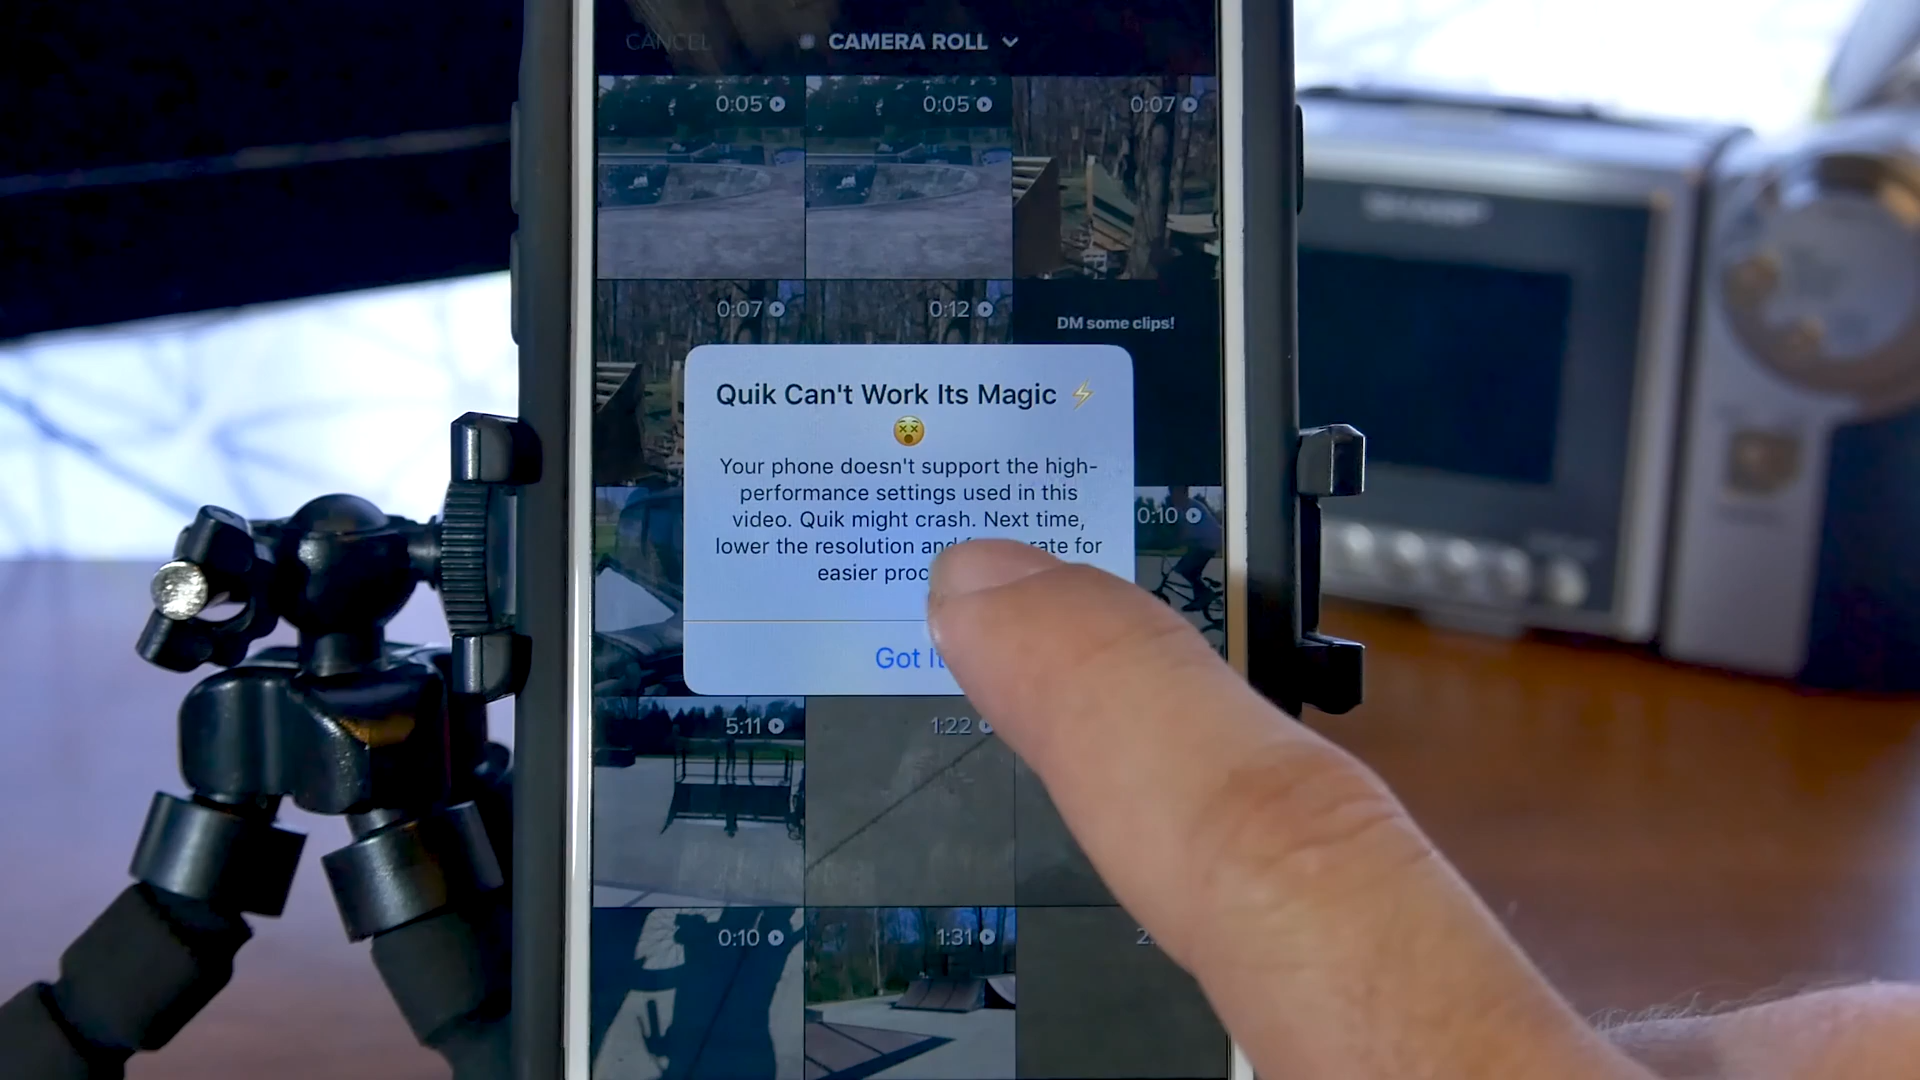 CANCEL CAMERA ROLL
0:05 0:05 0:07
0:07 0:12
DM some clips!
Quik Can't Work Its Magic ⚡
😵
Your phone doesn't support the high-
performance settings used in this
video. Quik might crash. Next time,
lower the resolution and rate for
easier
Got It
0:10
5:11 1:22
0:10 1:31
SHARP